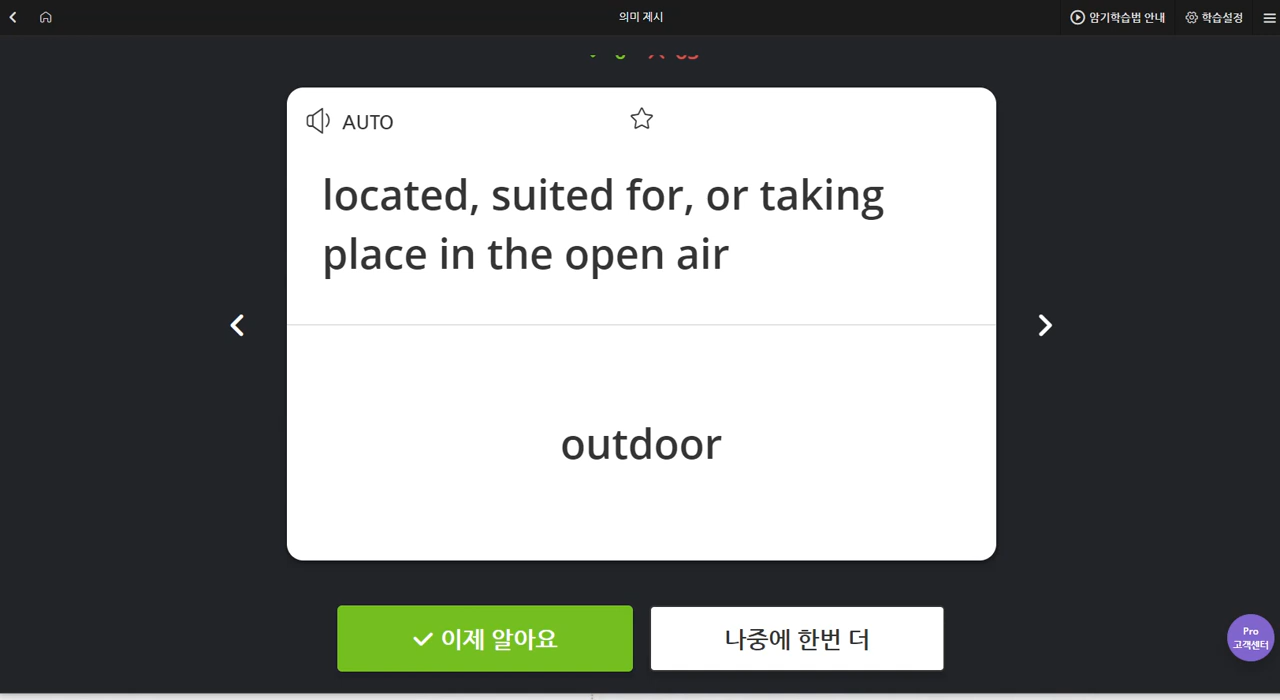 의미 제시
암기학습법 안내
학습설정
AUTO
located, suited for, or taking
place in the open air
outdoor
이제 알아요
나중에 한번 더
Pro
고객센터